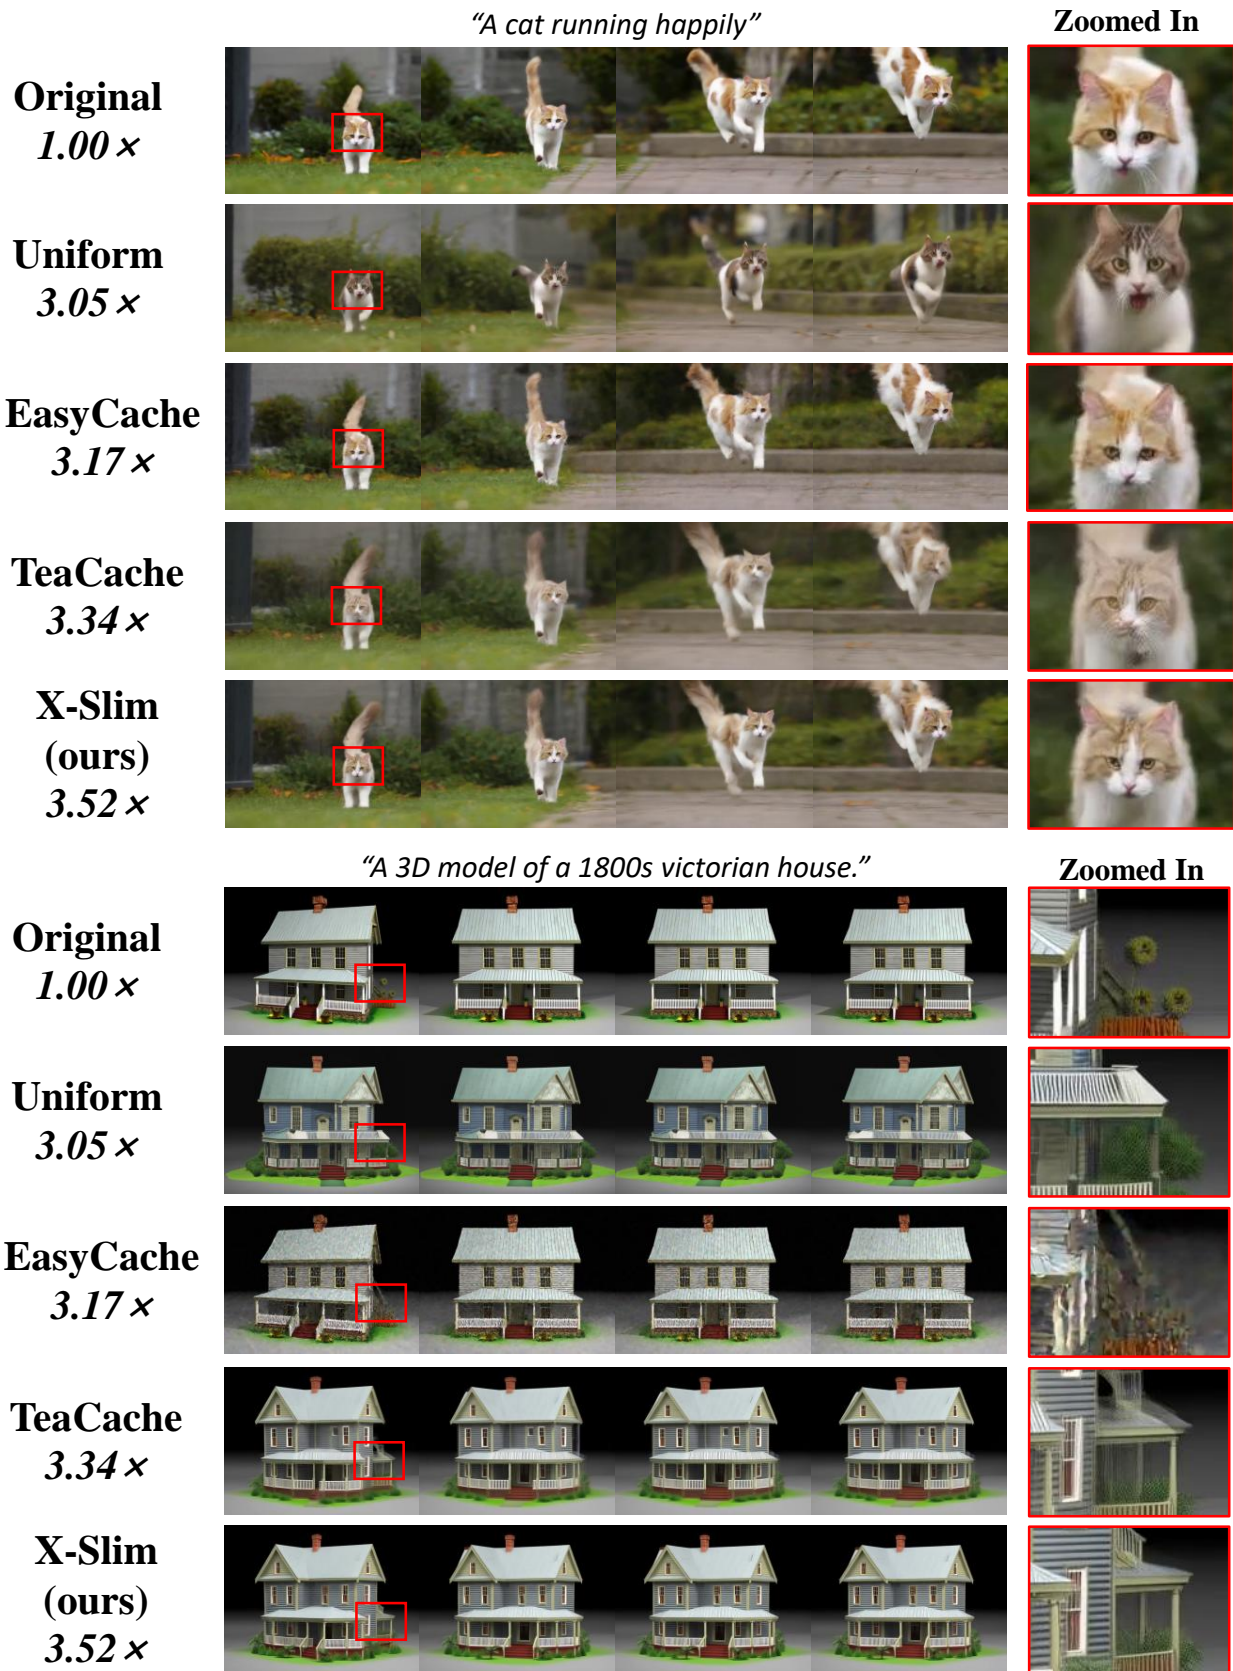 “A cat running happily”
Zoomed In
Original
1.00×
Uniform
3.05×
EasyCache
3.17×
TeaCache
3.34×
X-Slim
(ours)
3.52×
“A 3D model of a 1800s victorian house.”
Zoomed In
Original
1.00×
Uniform
3.05×
EasyCache
3.17×
TeaCache
3.34×
X-Slim
(ours)
3.52×